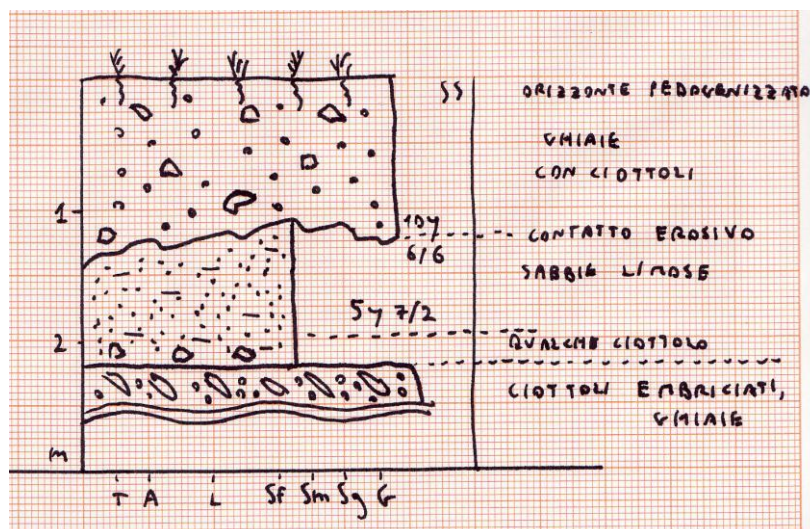 SS ORIZZONTE PEDOGENIZZATO
GHIAIE
CON CIOTTOLI
1
10Y
6/6
CONTATTO EROSIVO
SABBIE LIMOSE
5y 7/2
2
QUALCHE CIOTTOLO
CIOTTOLI EMBRICIATI,
GHIAIE
m
T A L Sf Sm Sg G